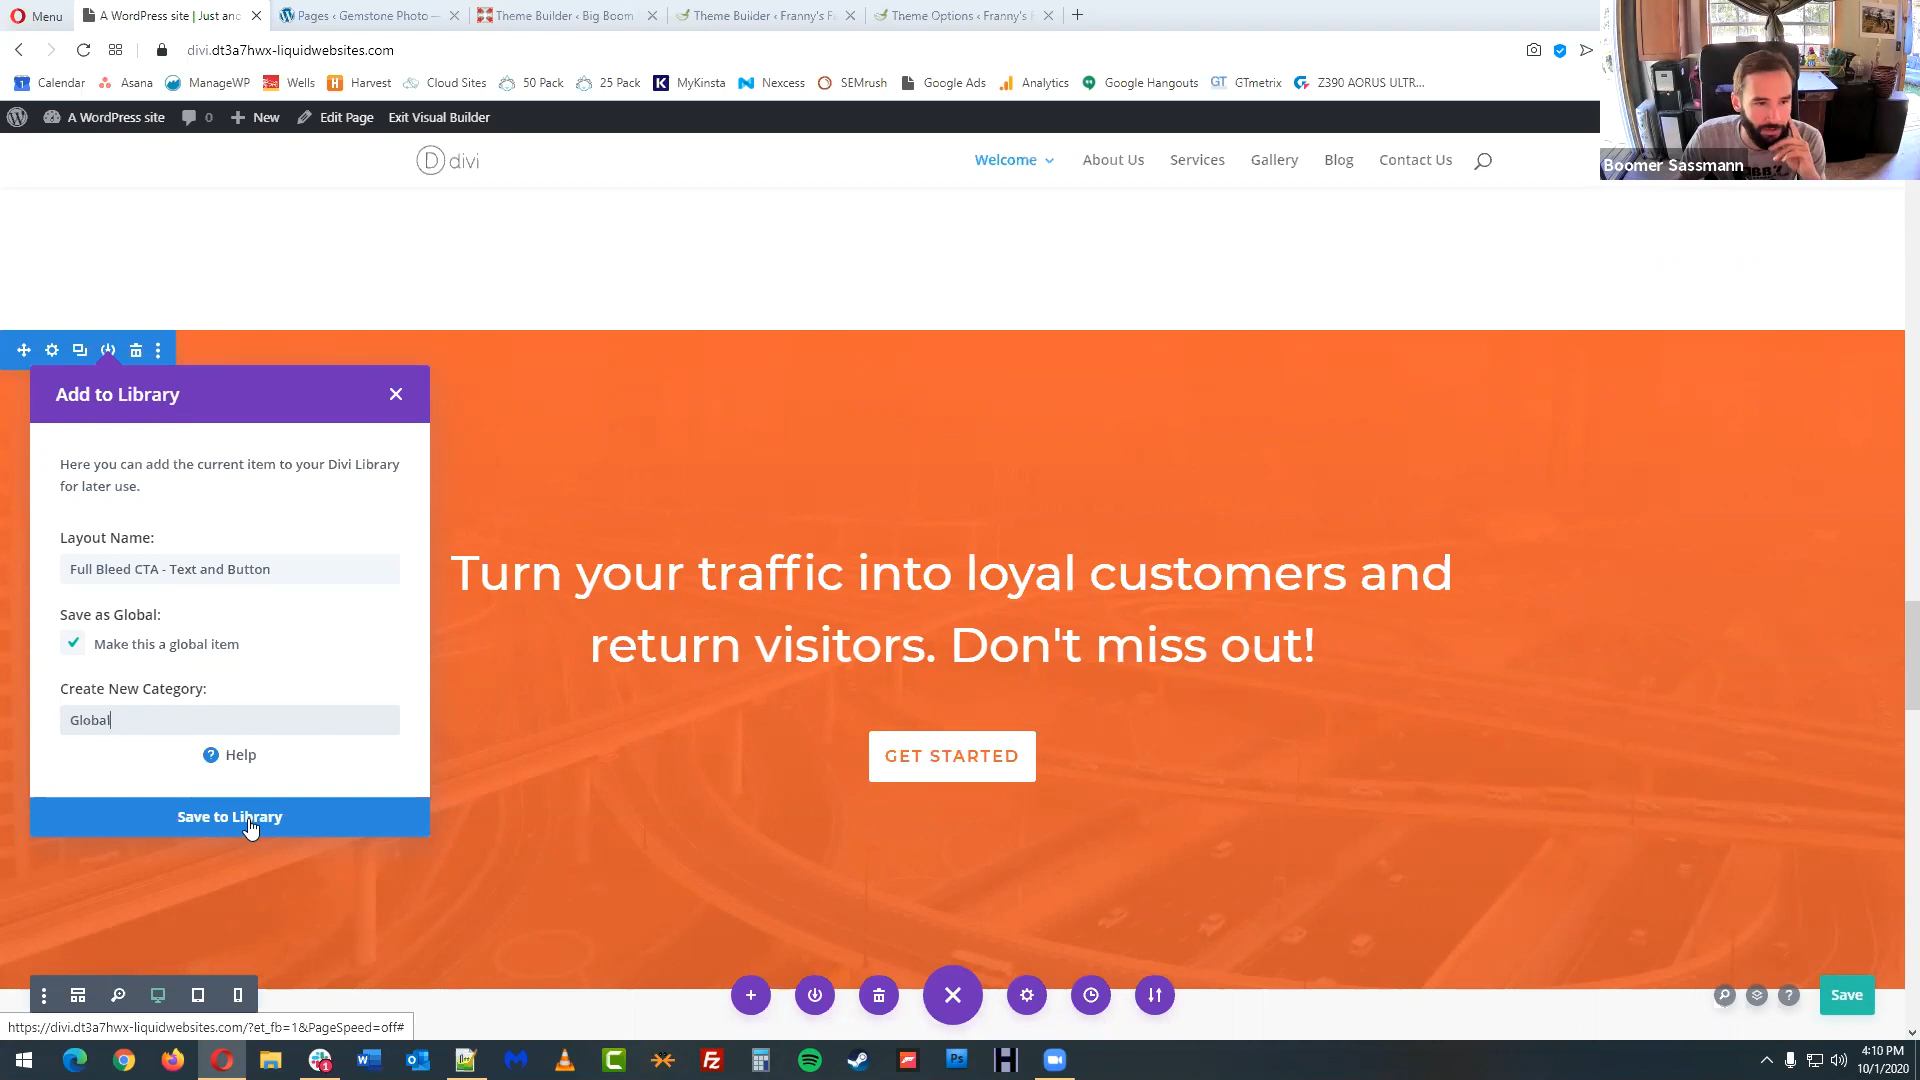 Menu
A WordPress site | Just and
Pages ‹ Gemstone Photo —
Theme Builder ‹ Big Boom
Theme Builder ‹ Franny's F
Theme Options ‹ Franny's F
divi.dt3a7hwx-liquidwebsites.com
Calendar
Asana
ManageWP
Wells
Harvest
Cloud Sites
50 Pack
25 Pack
MyKinsta
Nexcess
SEMrush
Google Ads
Analytics
Google Hangouts
GTmetrix
Z390 AORUS ULTR...
A WordPress site
0
New
Edit Page
Exit Visual Builder
divi
Welcome
About Us
Services
Gallery
Blog
Contact Us
Boomer Sassmann
Add to Library
Here you can add the current item to your Divi Library
for later use.
Layout Name:
Full Bleed CTA - Text and Button
Save as Global:
Make this a global item
Create New Category:
Global
Help
Save to Library
Turn your traffic into loyal customers and
return visitors. Don't miss out!
GET STARTED
Save
https://divi.dt3a7hwx-liquidwebsites.com/?et_fb=1&PageSpeed=off#
4:10 PM
10/1/2020